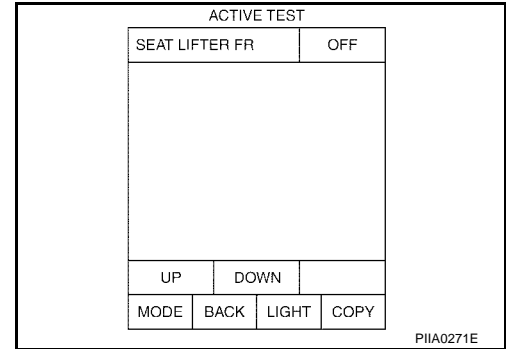 ACTIVE TEST
SEAT LIFTER FR OFF
UP DOWN
MODE BACK LIGHT COPY
PIIA0271E